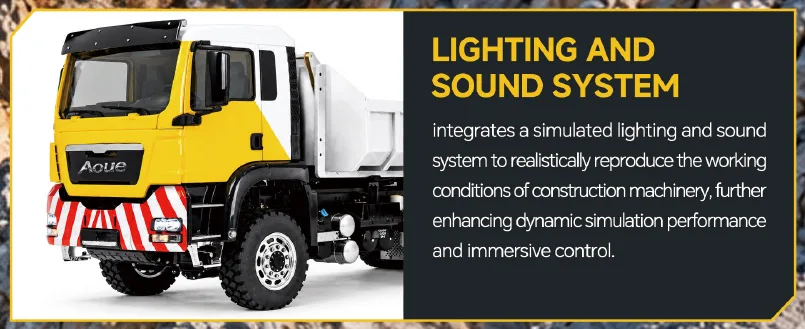 Aoue
LIGHTING AND
SOUND SYSTEM
integrates a simulated lighting and sound
system to realistically reproduce the working
conditions of construction machinery, further
enhancing dynamic simulation performance
and immersive control.